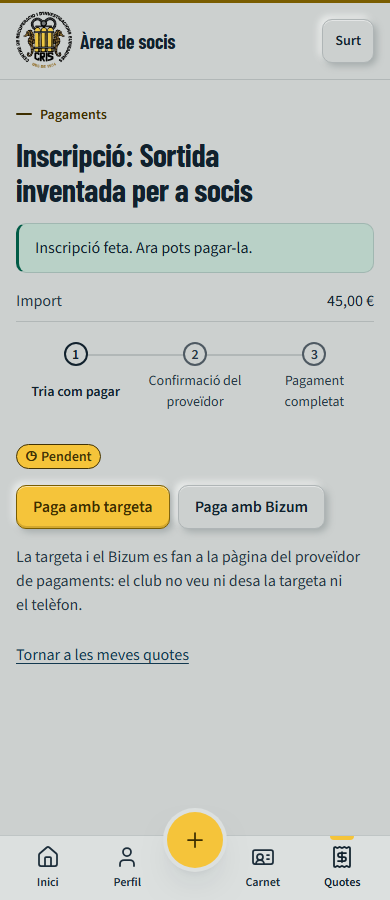 CRIS
Àrea de socis
Surt
Pagaments
Inscripció: Sortida
inventada per a socis
Inscripció feta. Ara pots pagar-la.
Import
45,00 €
1
2
3
Tria com pagar
Confirmació del
proveïdor
Pagament
completat
Pendent
Paga amb targeta
Paga amb Bizum
La targeta i el Bizum es fan a la pàgina del proveïdor
de pagaments: el club no veu ni desa la targeta ni
el telèfon.
Tornar a les meves quotes
Inici
Perfil
Carnet
Quotes